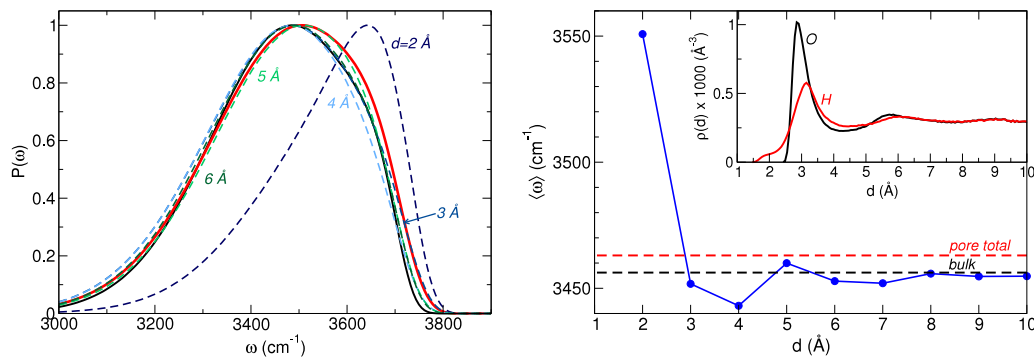 1
0.8
0.6
0.4
0.2
0
P(ω)
3000
3200
3400
3600
3800
ω (cm⁻¹)
d=2 Å
5 Å
4 Å
6 Å
3 Å
3550
3500
3450
⟨ω⟩ (cm⁻¹)
1
2
3
4
5
6
7
8
9
10
d (Å)
pore total
bulk
1
0.5
0
ρ(d) x 1000 (Å⁻³)
O
H
1
2
3
4
5
6
7
8
9
10
d (Å)